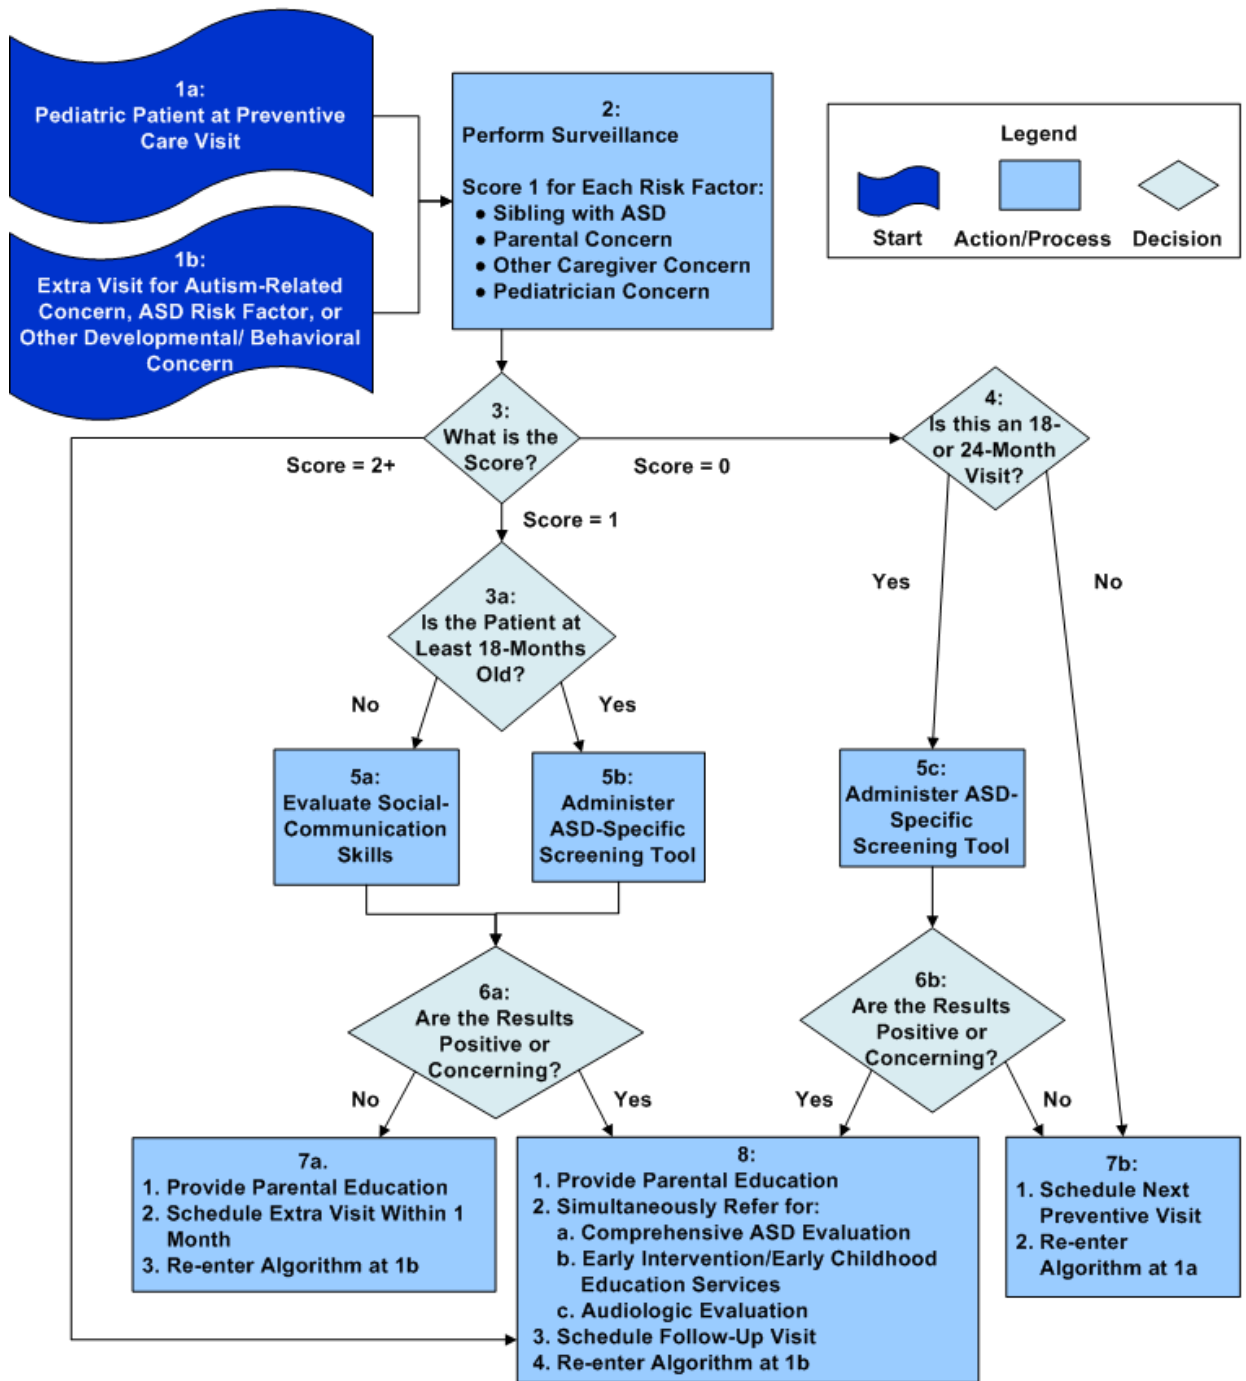 1a:
Pediatric Patient at Preventive
Care Visit
1b:
Extra Visit for Autism-Related
Concern, ASD Risk Factor, or
Other Developmental/ Behavioral
Concern
2:
Perform Surveillance
Score 1 for Each Risk Factor:
● Sibling with ASD
● Parental Concern
● Other Caregiver Concern
● Pediatrician Concern
Legend
Start
Action/Process
Decision
3:
What is the
Score?
Score = 2+
Score = 0
Score = 1
4:
Is this an 18-
or 24-Month
Visit?
3a:
Is the Patient at
Least 18-Months
Old?
Yes
No
No
Yes
5a:
Evaluate Social-
Communication
Skills
5b:
Administer
ASD-Specific
Screening Tool
5c:
Administer ASD-
Specific
Screening Tool
6a:
Are the Results
Positive or
Concerning?
6b:
Are the Results
Positive or
Concerning?
No
Yes
Yes
No
7a.
1. Provide Parental Education
2. Schedule Extra Visit Within 1
Month
3. Re-enter Algorithm at 1b
8:
1. Provide Parental Education
2. Simultaneously Refer for:
a. Comprehensive ASD Evaluation
b. Early Intervention/Early Childhood
Education Services
c. Audiologic Evaluation
3. Schedule Follow-Up Visit
4. Re-enter Algorithm at 1b
7b:
1. Schedule Next
Preventive Visit
2. Re-enter
Algorithm at 1a